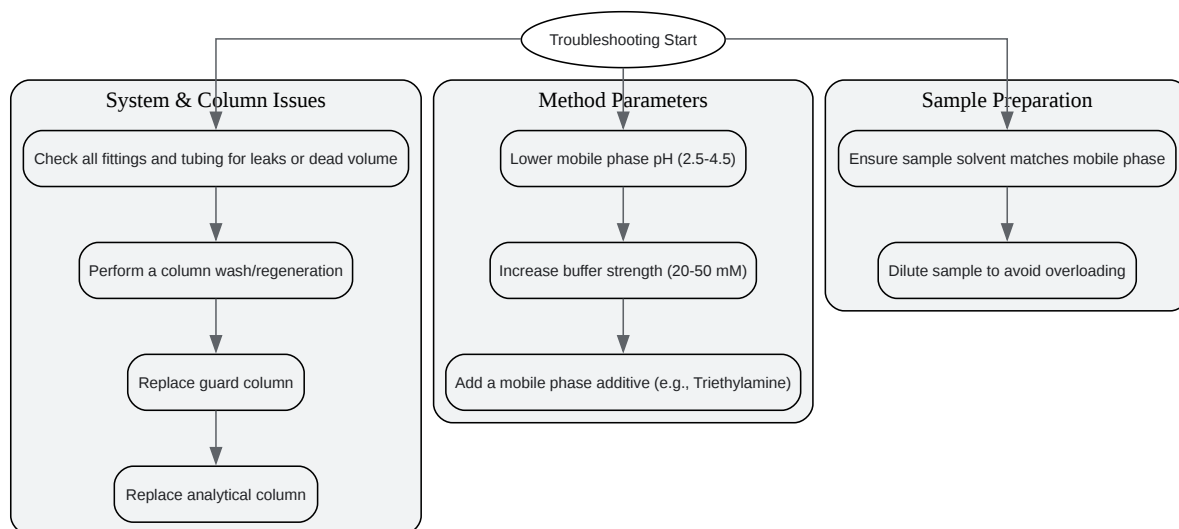 Troubleshooting Start
System & Column Issues
Check all fittings and tubing for leaks or dead volume
Perform a column wash/regeneration
Replace guard column
Replace analytical column
Method Parameters
Lower mobile phase pH (2.5-4.5)
Increase buffer strength (20-50 mM)
Add a mobile phase additive (e.g., Triethylamine)
Sample Preparation
Ensure sample solvent matches mobile phase
Dilute sample to avoid overloading